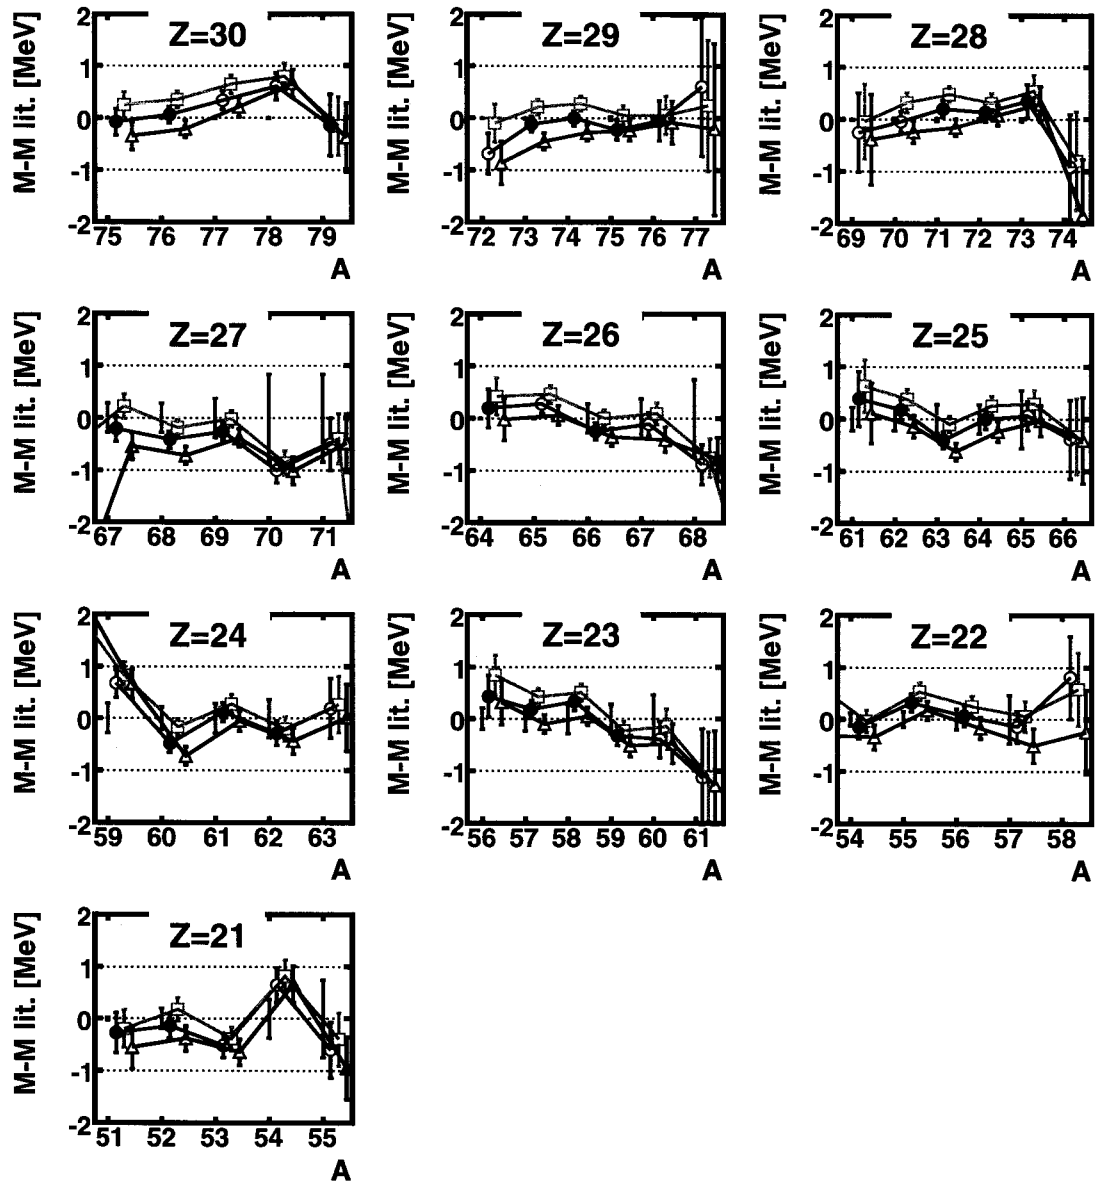 M-M lit. [MeV]
Z=30
2
1
0
-1
-2
75 76 77 78 79
A
M-M lit. [MeV]
Z=29
2
1
0
-1
-2
72 73 74 75 76 77
A
M-M lit. [MeV]
Z=28
2
1
0
-1
-2
69 70 71 72 73 74
A
M-M lit. [MeV]
Z=27
2
1
0
-1
-2
67 68 69 70 71
A
M-M lit. [MeV]
Z=26
2
1
0
-1
-2
64 65 66 67 68
A
M-M lit. [MeV]
Z=25
2
1
0
-1
-2
61 62 63 64 65 66
A
M-M lit. [MeV]
Z=24
2
1
0
-1
-2
59 60 61 62 63
A
M-M lit. [MeV]
Z=23
2
1
0
-1
-2
56 57 58 59 60 61
A
M-M lit. [MeV]
Z=22
2
1
0
-1
-2
54 55 56 57 58
A
M-M lit. [MeV]
Z=21
2
1
0
-1
-2
51 52 53 54 55
A